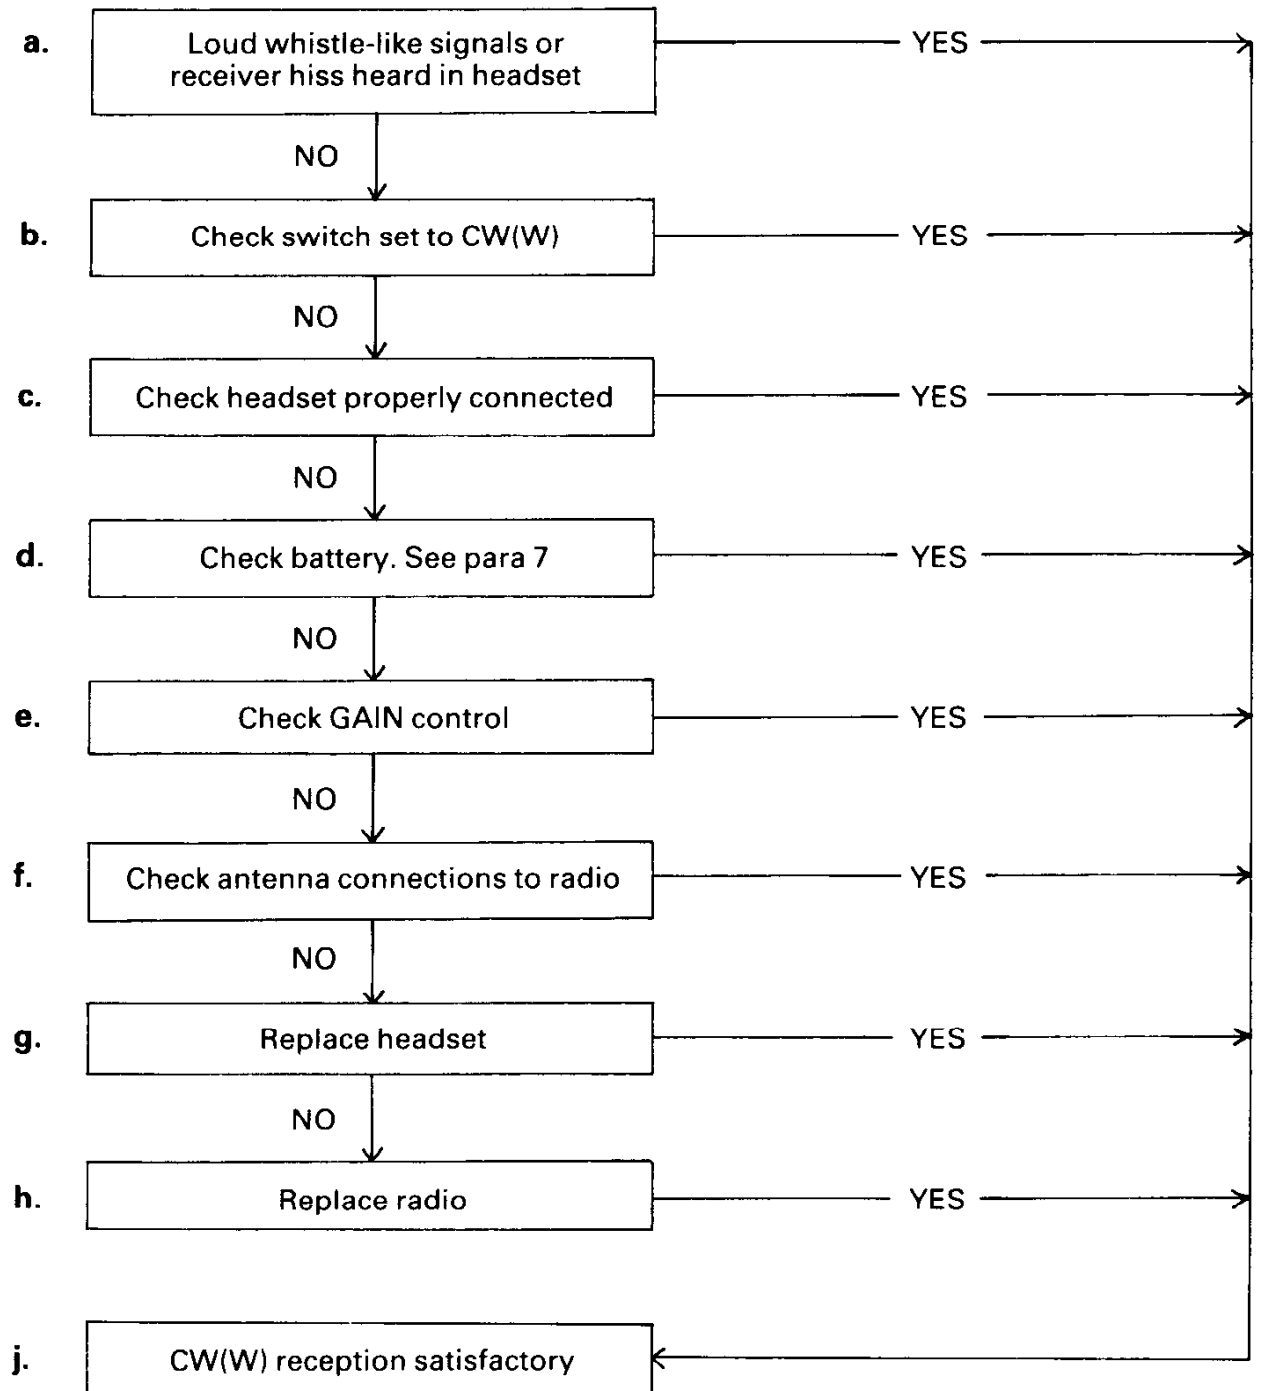 a.
Loud whistle-like signals or
receiver hiss heard in headset
YES
NO
b.
Check switch set to CW(W)
YES
NO
c.
Check headset properly connected
YES
NO
d.
Check battery. See para 7
YES
NO
e.
Check GAIN control
YES
NO
f.
Check antenna connections to radio
YES
NO
g.
Replace headset
YES
NO
h.
Replace radio
YES
j.
CW(W) reception satisfactory